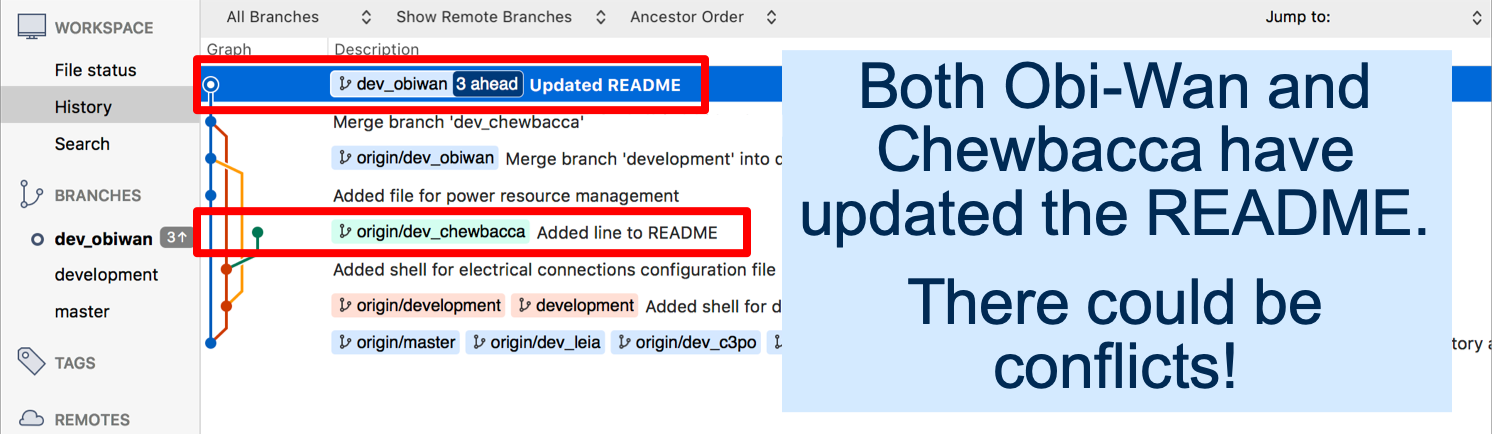 All Branches Show Remote Branches Ancestor Order Jump to:
WORKSPACE
File status
History
Search
BRANCHES
dev_obiwan 3↑
development
master
TAGS
REMOTES
Graph Description
dev_obiwan 3 ahead Updated README
Merge branch 'dev_chewbacca'
origin/dev_obiwan Merge branch 'development' into
Added file for power resource management
origin/dev_chewbacca Added line to README
Added shell for electrical connections configuration file
origin/development development Added shell for
origin/master origin/dev_leia origin/dev_c3po
Both Obi-Wan and
Chewbacca have
updated the README.
There could be
conflicts!